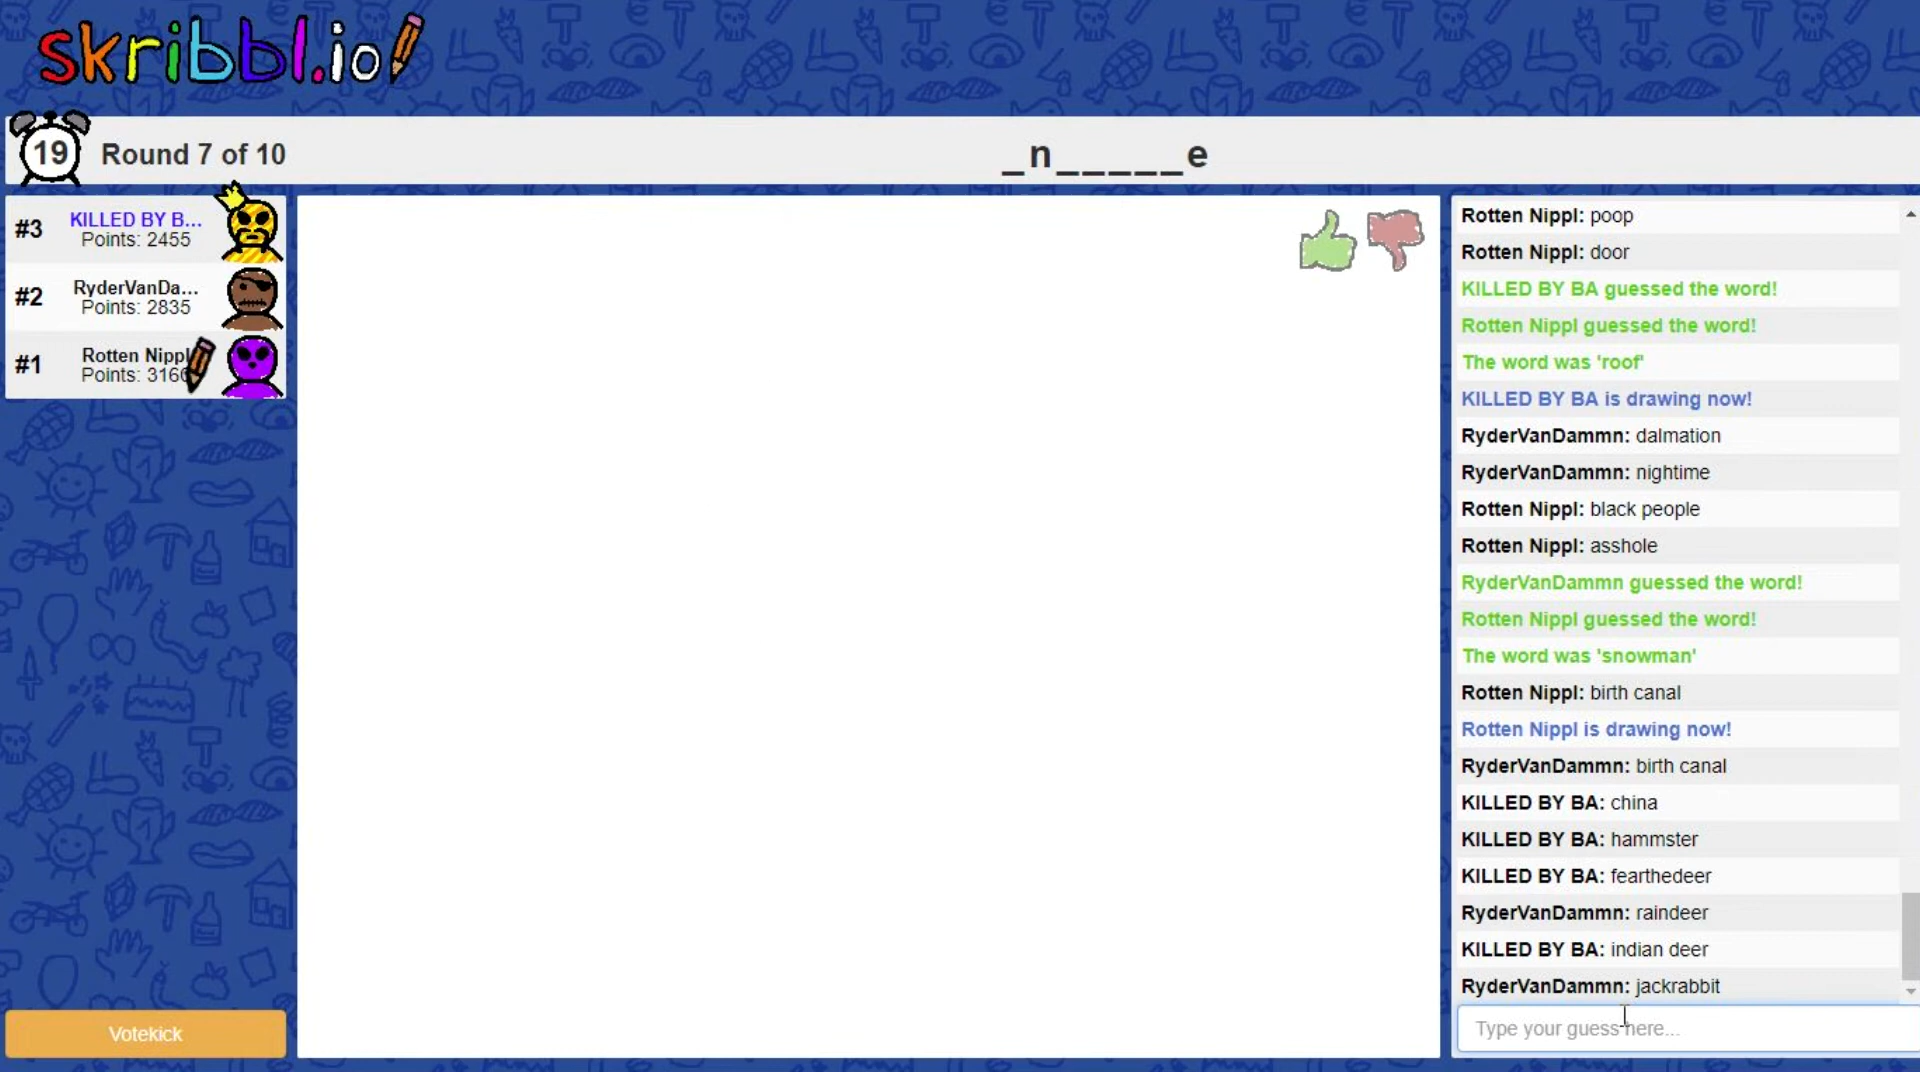 skribbl.io
19
Round 7 of 10
_n_____e
#3
KILLED BY B...
Points: 2455
#2
RyderVanDa...
Points: 2835
#1
Rotten Nippl
Points: 3160
Votekick
Rotten Nippl: poop
Rotten Nippl: door
KILLED BY BA guessed the word!
Rotten Nippl guessed the word!
The word was 'roof'
KILLED BY BA is drawing now!
RyderVanDammn: dalmation
RyderVanDammn: nightime
Rotten Nippl: black people
Rotten Nippl: asshole
RyderVanDammn guessed the word!
Rotten Nippl guessed the word!
The word was 'snowman'
Rotten Nippl: birth canal
Rotten Nippl is drawing now!
RyderVanDammn: birth canal
KILLED BY BA: china
KILLED BY BA: hammster
KILLED BY BA: fearthedeer
RyderVanDammn: raindeer
KILLED BY BA: indian deer
RyderVanDammn: jackrabbit
Type your guess here...